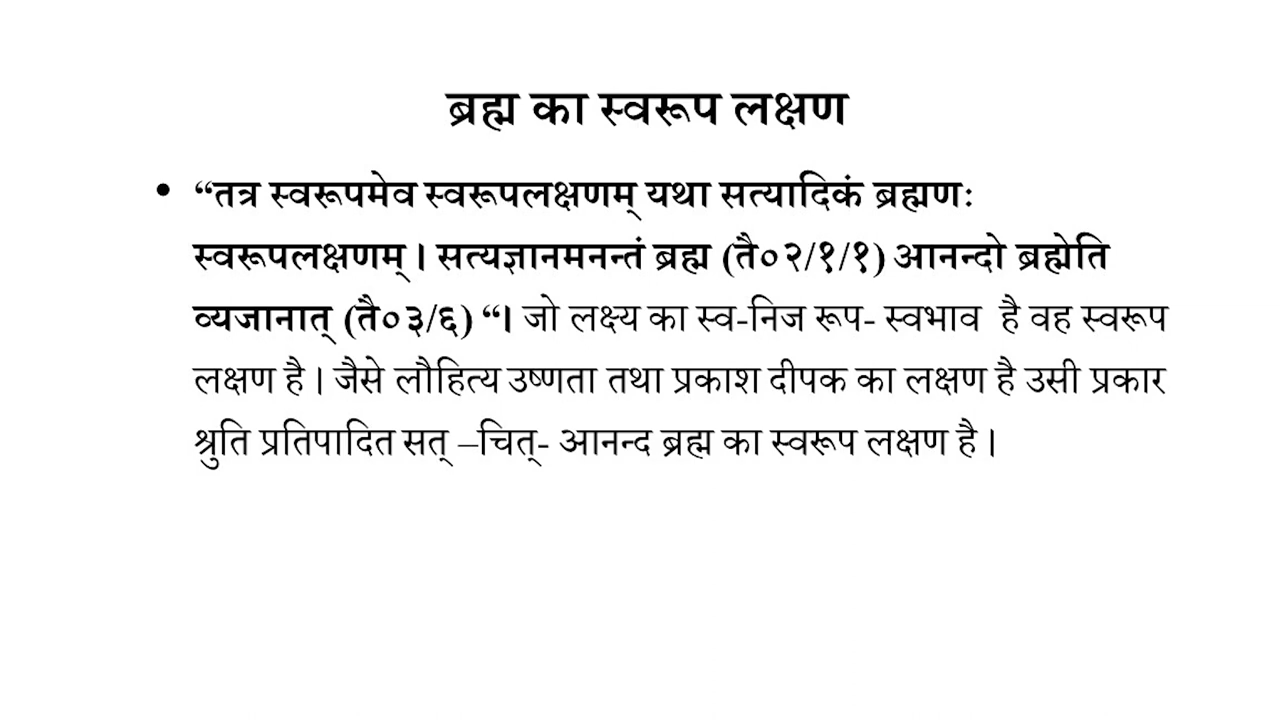 ब्रह्म का स्वरूप लक्षण
• “तत्र स्वरूपमेव स्वरूपलक्षणम् यथा सत्यादिकं ब्रह्मणः
स्वरूपलक्षणम् । सत्यज्ञानमनन्तं ब्रह्म (तै०२/१/१) आनन्दो ब्रह्मेति
व्यजानात् (तै०३/६) “। जो लक्ष्य का स्व-निज रूप- स्वभाव है वह स्वरूप
लक्षण है । जैसे लौहित्य उष्णता तथा प्रकाश दीपक का लक्षण है उसी प्रकार
श्रुति प्रतिपादित सत् –चित्- आनन्द ब्रह्म का स्वरूप लक्षण है ।